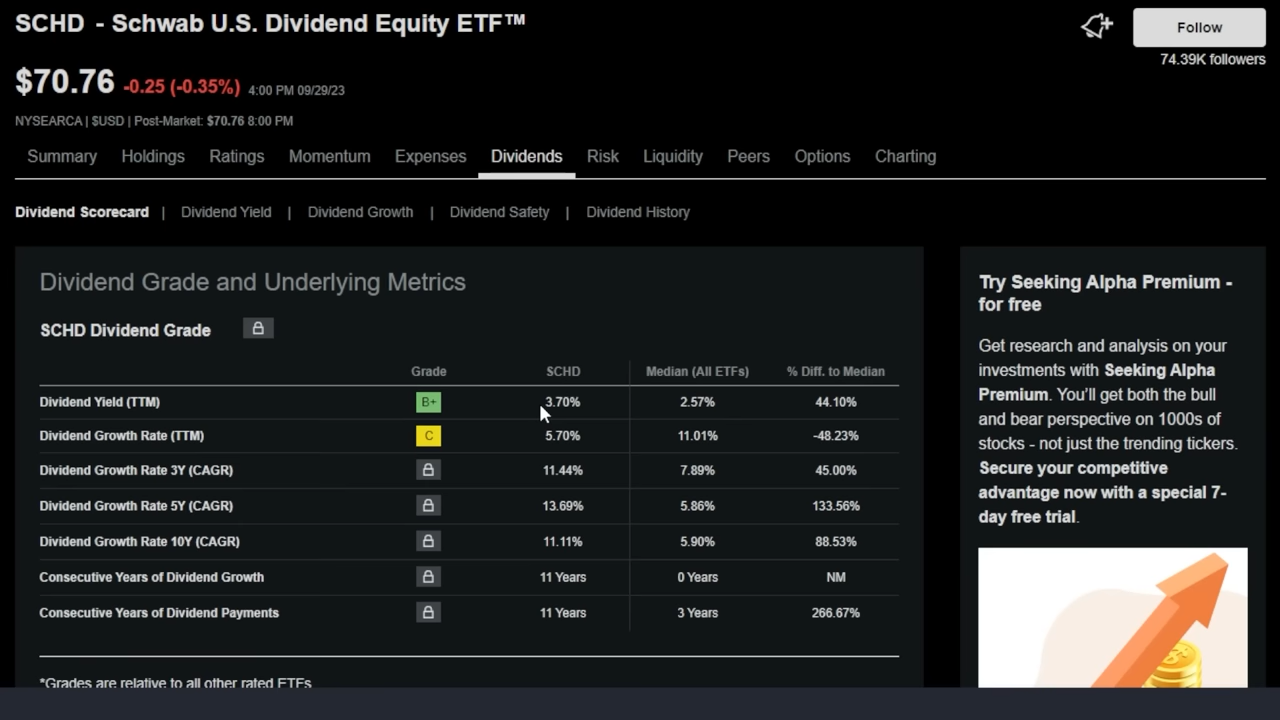 SCHD - Schwab U.S. Dividend Equity ETF™
Follow
74.39K followers
$70.76 -0.25 (-0.35%) 4:00 PM 09/29/23
NYSEARCA | $USD | Post-Market: $70.76 8:00 PM
Summary Holdings Ratings Momentum Expenses Dividends Risk Liquidity Peers Options Charting
Dividend Scorecard | Dividend Yield | Dividend Growth | Dividend Safety | Dividend History
Dividend Grade and Underlying Metrics
SCHD Dividend Grade
Grade SCHD Median (All ETFs) % Diff. to Median
Dividend Yield (TTM) B+ 3.70% 2.57% 44.10%
Dividend Growth Rate (TTM) C 5.70% 11.01% -48.23%
Dividend Growth Rate 3Y (CAGR) 11.44% 7.89% 45.00%
Dividend Growth Rate 5Y (CAGR) 13.69% 5.86% 133.56%
Dividend Growth Rate 10Y (CAGR) 11.11% 5.90% 88.53%
Consecutive Years of Dividend Growth 11 Years 0 Years NM
Consecutive Years of Dividend Payments 11 Years 3 Years 266.67%
*Grades are relative to all other rated ETFs
Try Seeking Alpha Premium -
for free
Get research and analysis on your
investments with Seeking Alpha
Premium. You'll get both the bull
and bear perspective on 1000s of
stocks - not just the trending tickers.
Secure your competitive
advantage now with a special 7-
day free trial.